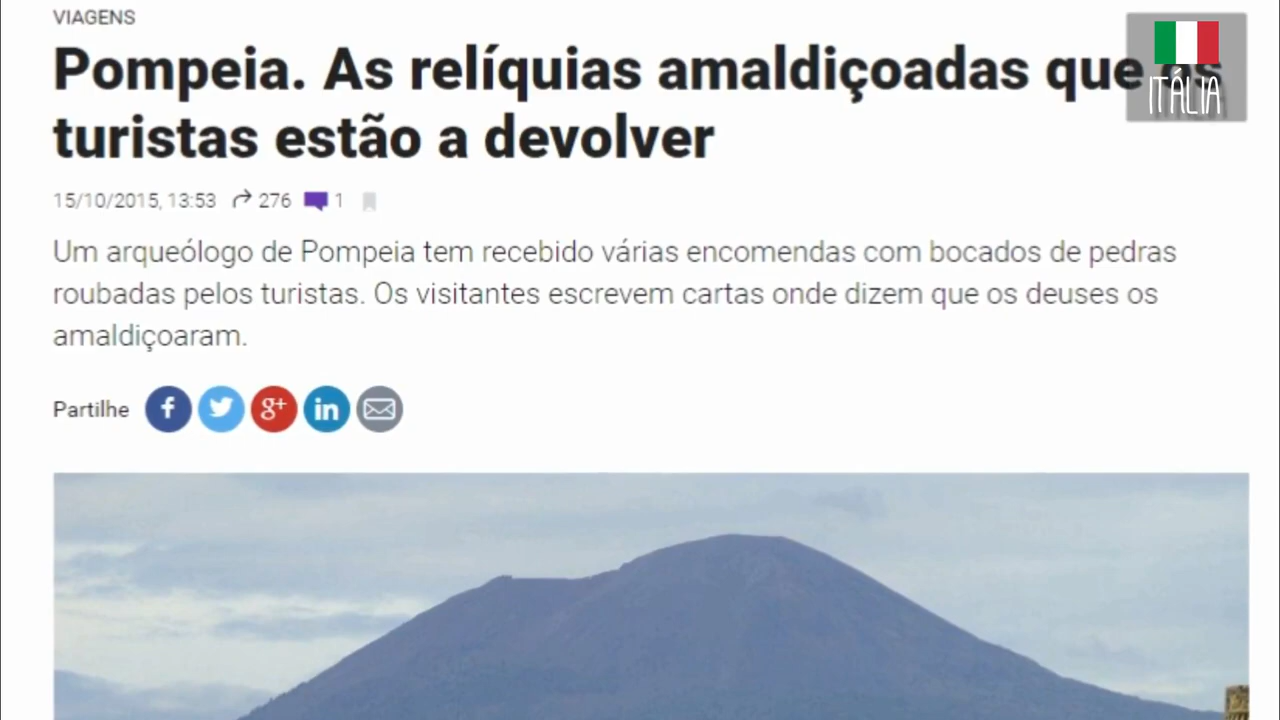 VIAGENS
Pompeia. As relíquias amaldiçoadas que os
turistas estão a devolver
ITÁLIA
15/10/2015, 13:53 276 1
Um arqueólogo de Pompeia tem recebido várias encomendas com bocados de pedras
roubadas pelos turistas. Os visitantes escrevem cartas onde dizem que os deuses os
amaldiçoaram.
Partilhe f g+ in